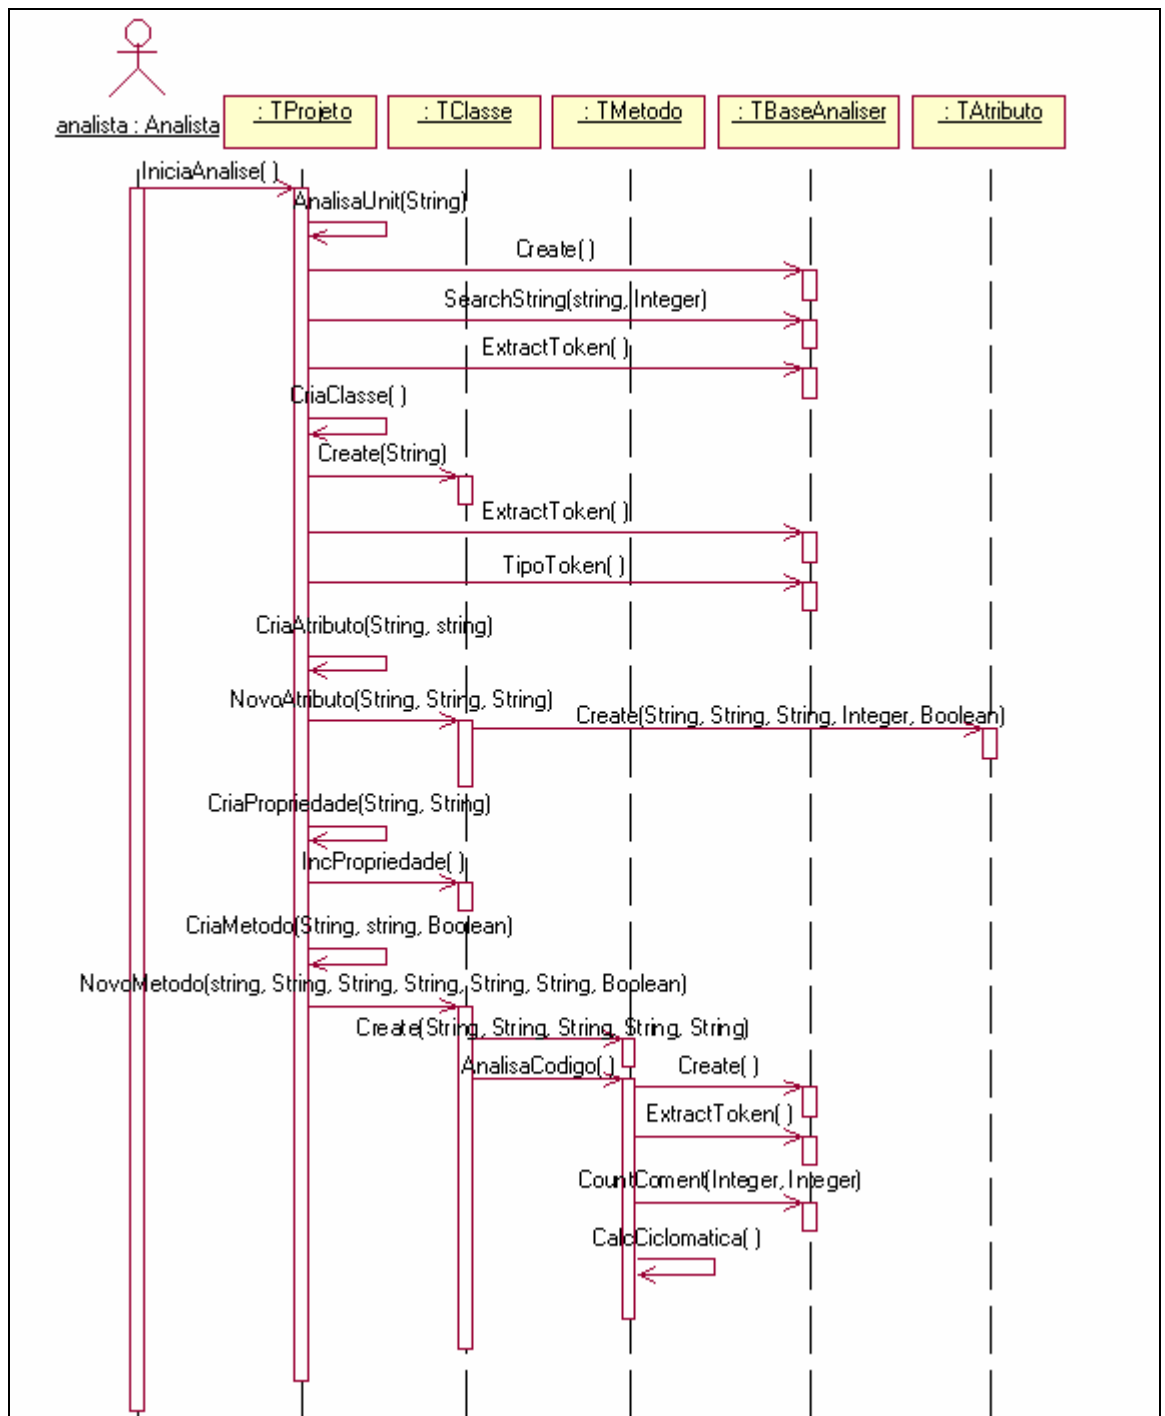 analista : Analista
: TProjeto
: TClasse
: TMetodo
: TBaseAnaliser
: TAtributo
IniciaAnalise( )
AnalisaUnit(String)
Create( )
SearchString(string, Integer)
ExtractToken( )
CriaClasse( )
Create(String)
ExtractToken( )
TipoToken( )
CriaAtributo(String, string)
NovoAtributo(String, String, String)
Create(String, String, String, Integer, Boolean)
CriaPropriedade(String, String)
IncPropriedade( )
CriaMetodo(String, string, Boolean)
NovoMetodo(string, String, String, String, String, String, Boolean)
Create(String, String, String, String, String)
AnalisaCodigo( )
Create( )
ExtractToken( )
CountComent(Integer, Integer)
CalcCiclomatica( )